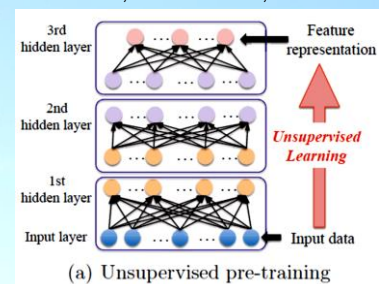 3rd
hidden layer
Feature
representation
2nd
hidden layer
Unsupervised
Learning
1st
hidden layer
Input layer
Input data
(a) Unsupervised pre-training